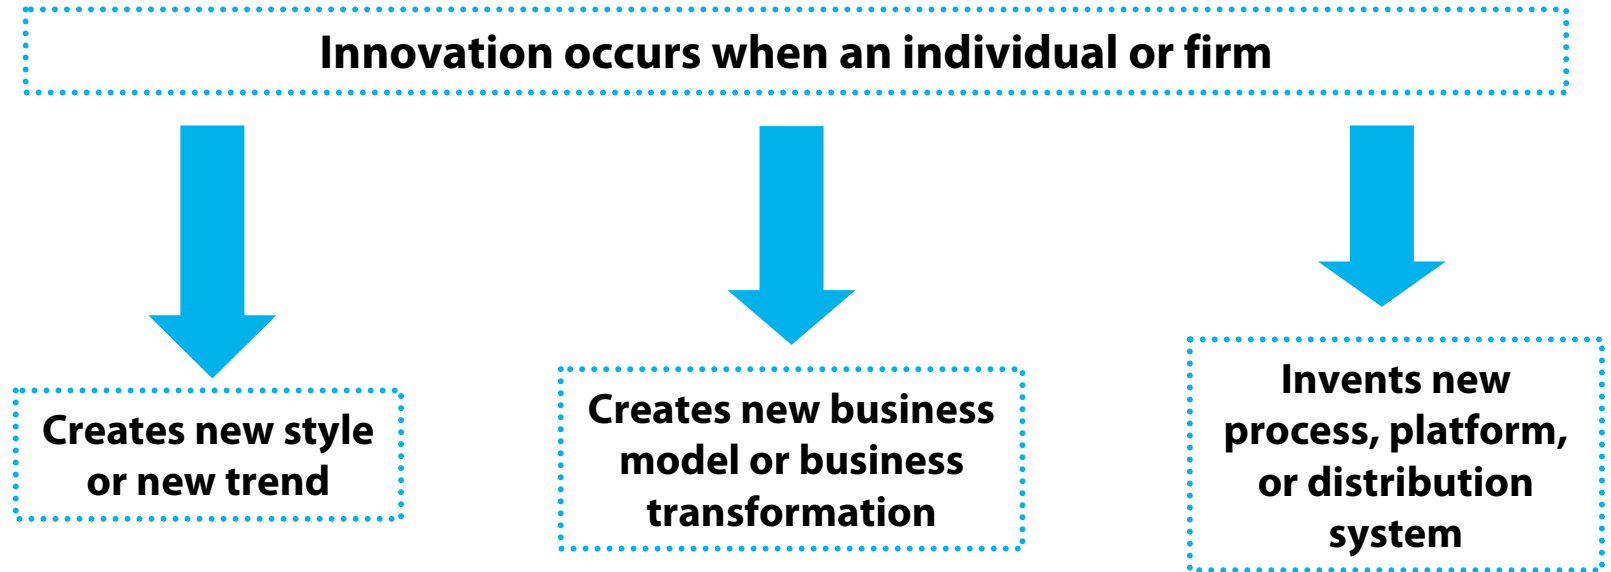 Innovation occurs when an individual or firm
Creates new style
or new trend
Creates new business
model or business
transformation
Invents new
process, platform,
or distribution
system